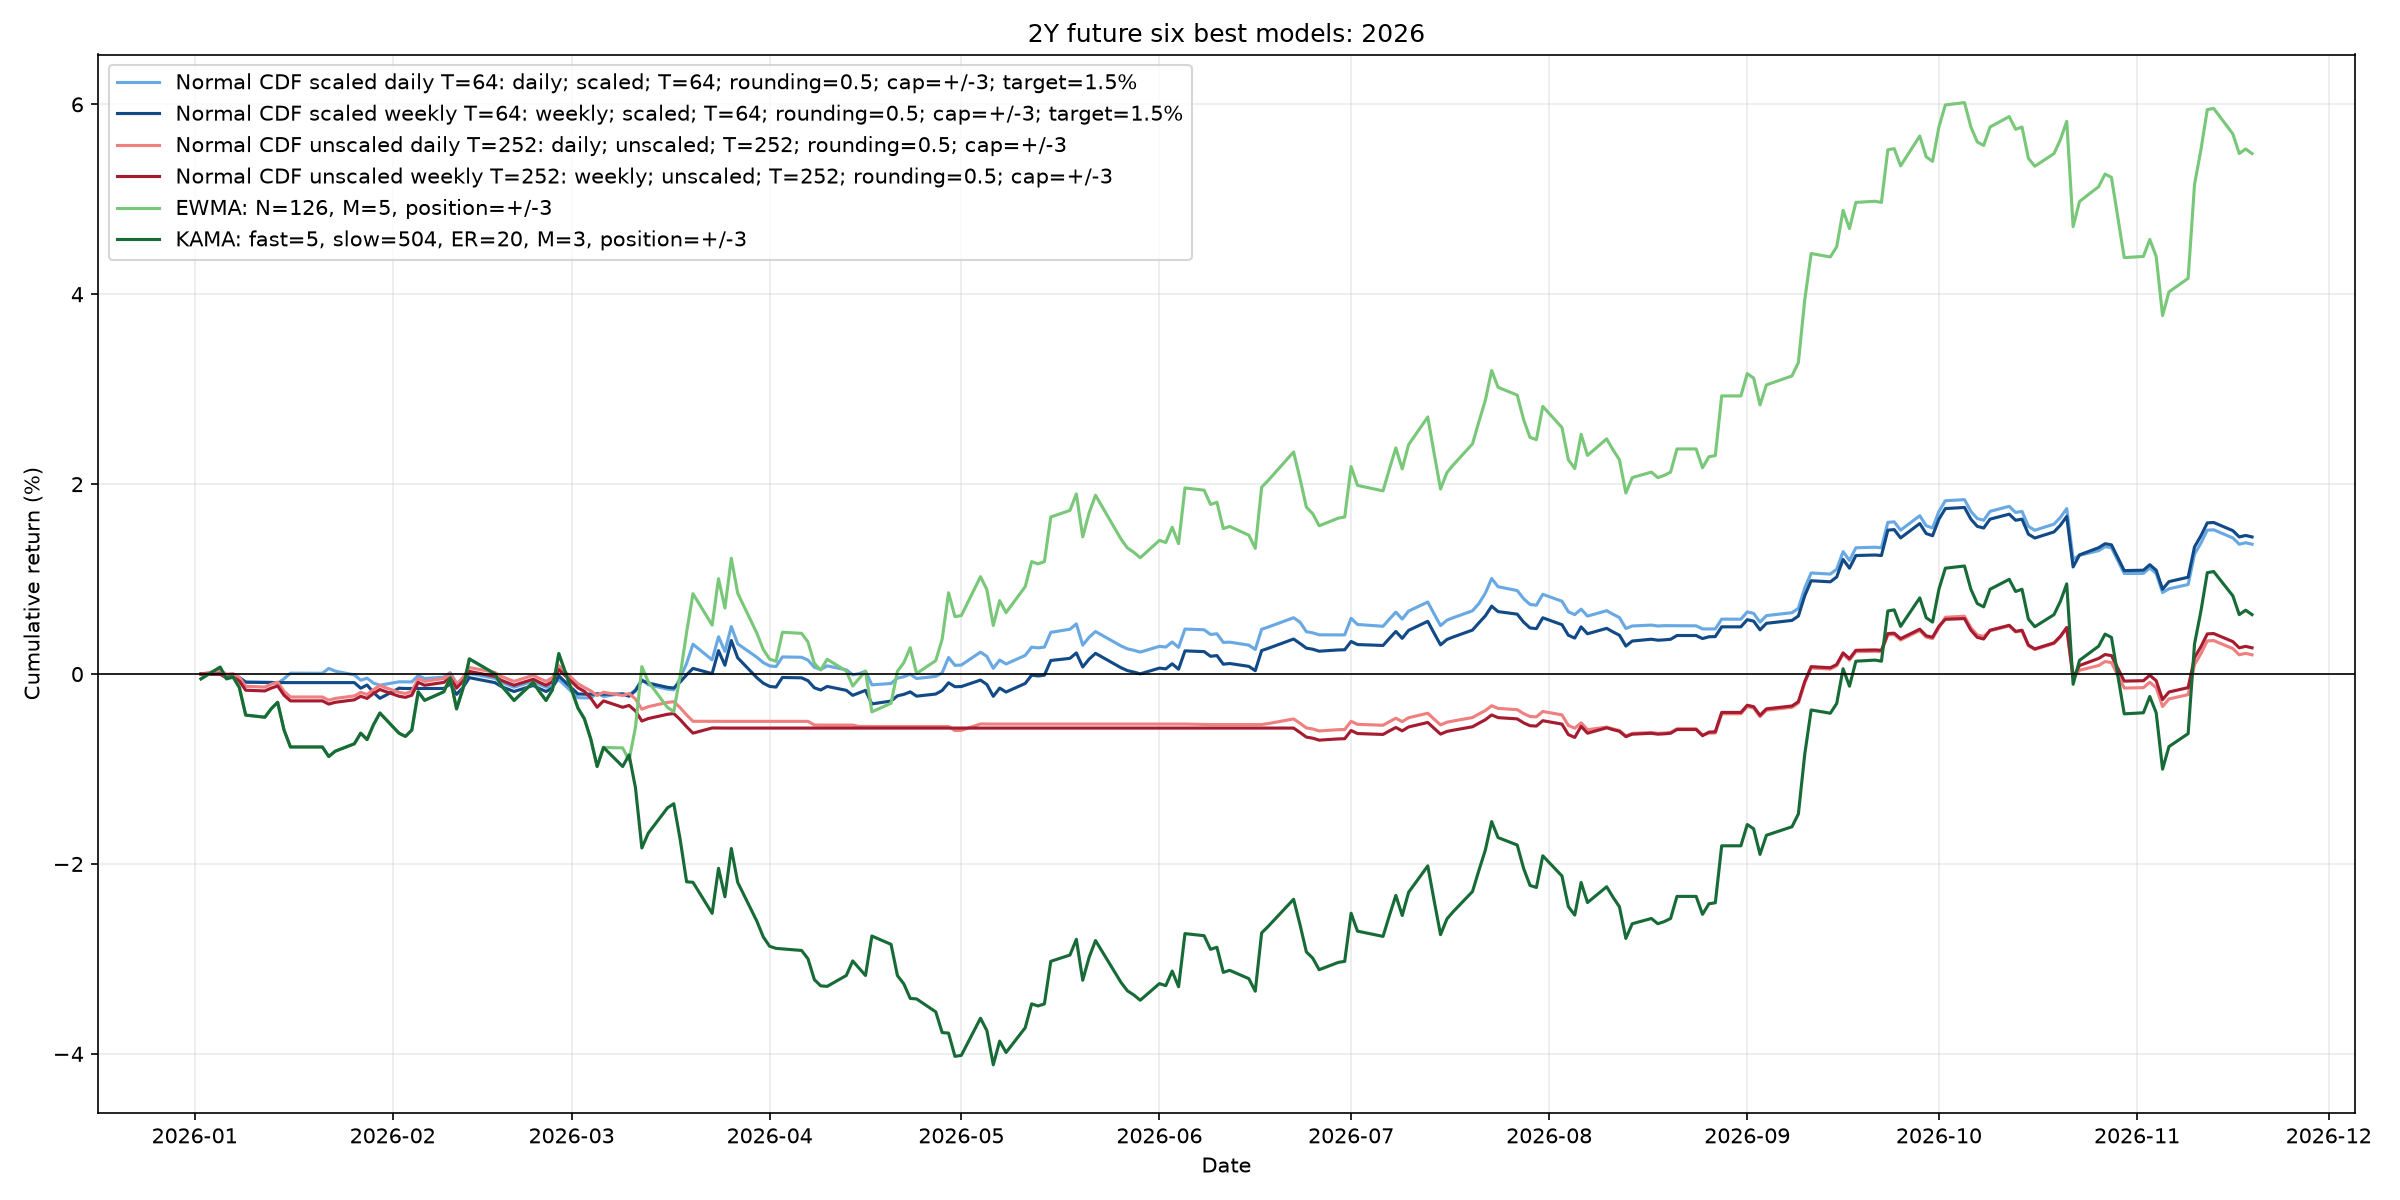 2Y future six best models: 2026
Normal CDF scaled daily T=64: daily; scaled; T=64; rounding=0.5; cap=+/-3; target=1.5%
Normal CDF scaled weekly T=64: weekly; scaled; T=64; rounding=0.5; cap=+/-3; target=1.5%
Normal CDF unscaled daily T=252: daily; unscaled; T=252; rounding=0.5; cap=+/-3
Normal CDF unscaled weekly T=252: weekly; unscaled; T=252; rounding=0.5; cap=+/-3
EWMA: N=126, M=5, position=+/-3
KAMA: fast=5, slow=504, ER=20, M=3, position=+/-3
Cumulative return (%)
6
4
2
0
−2
−4
2026-01 2026-02 2026-03 2026-04 2026-05 2026-06 2026-07 2026-08 2026-09 2026-10 2026-11 2026-12
Date